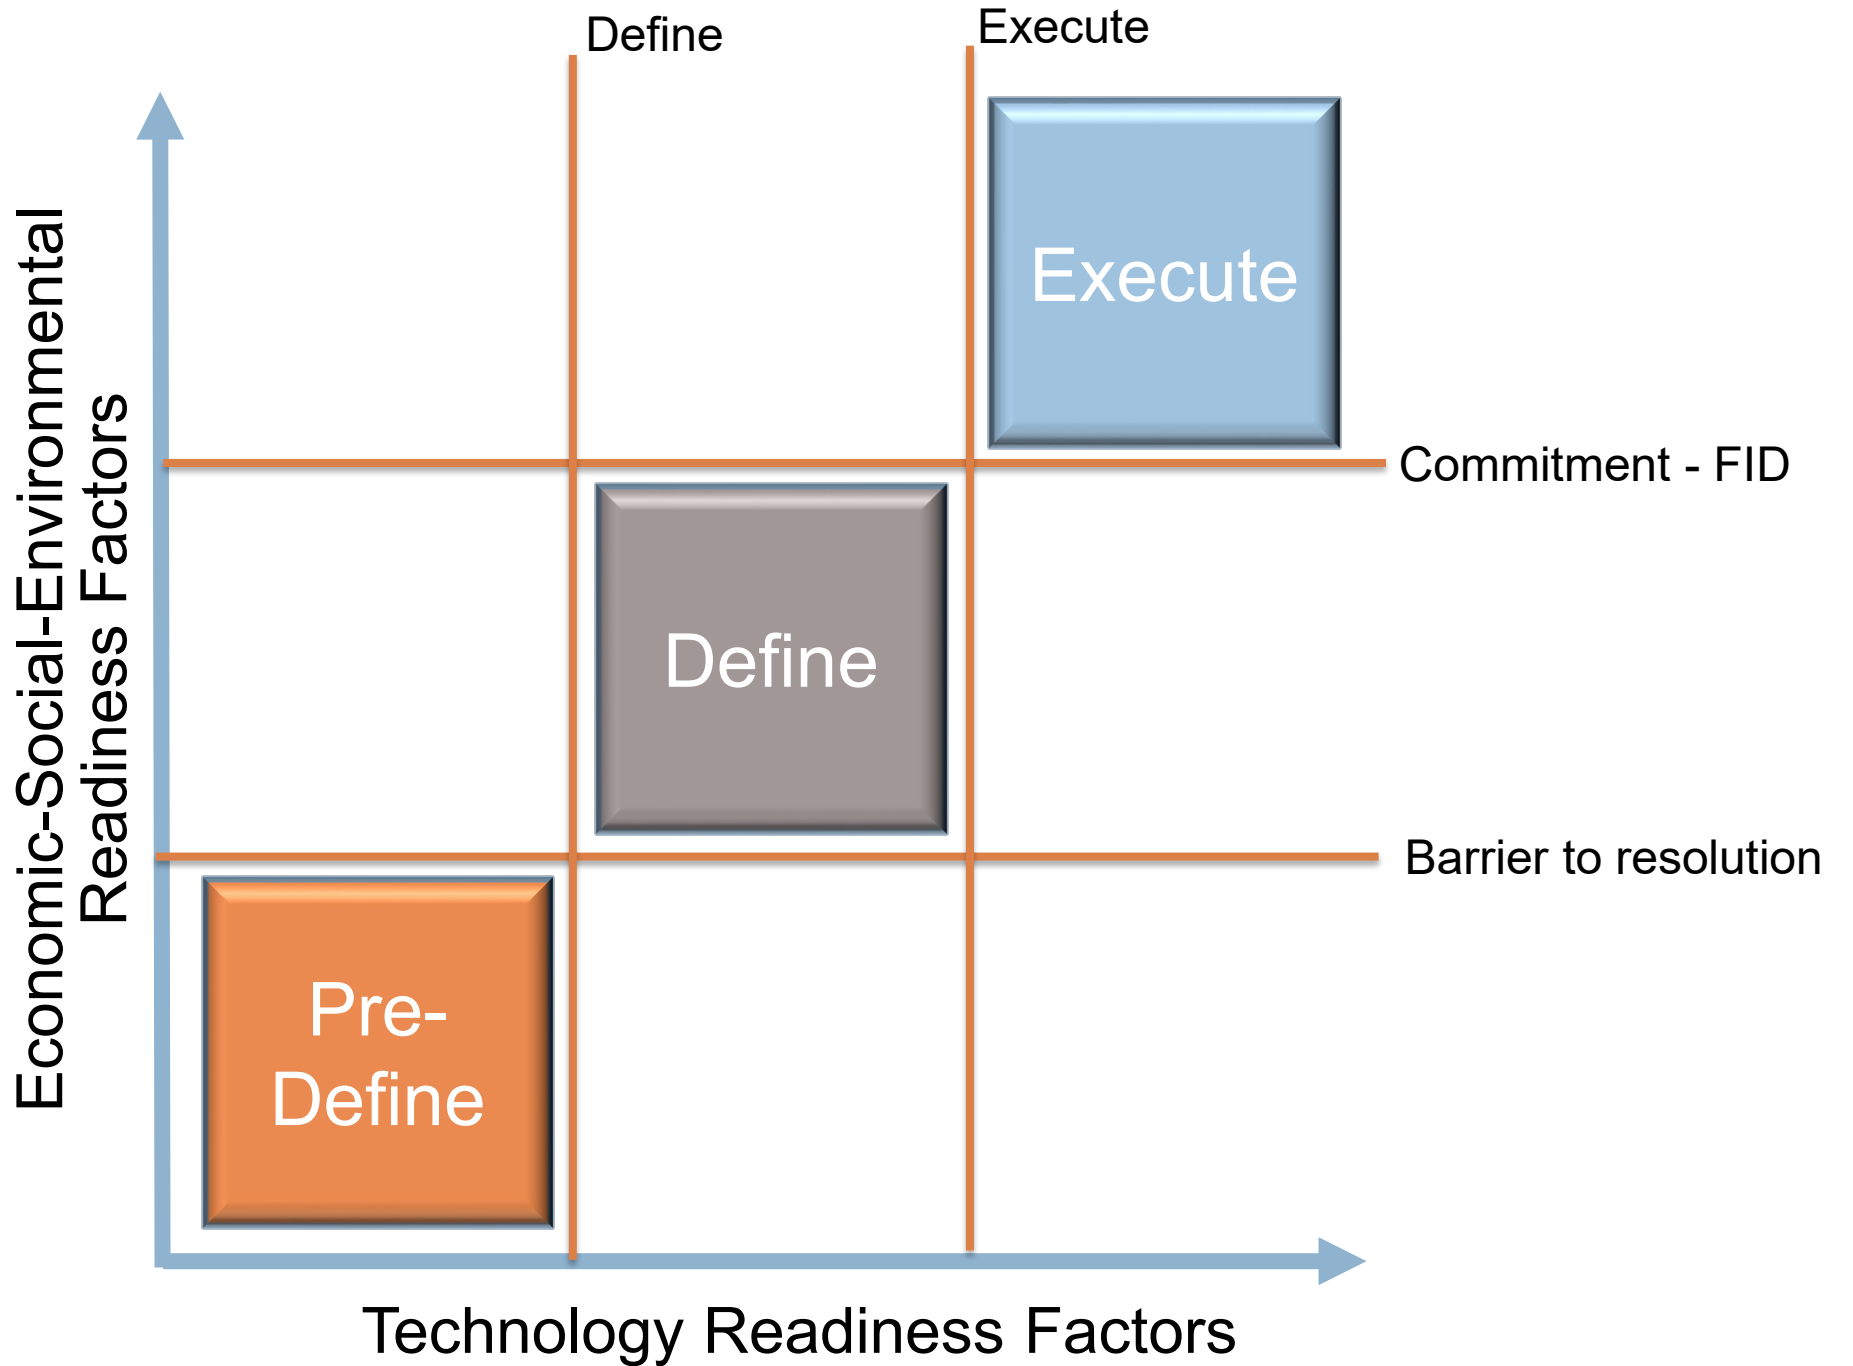 Define
Execute
Execute
Economic-Social-Environmental
Readiness Factors
Commitment - FID
Define
Barrier to resolution
Pre-
Define
Technology Readiness Factors